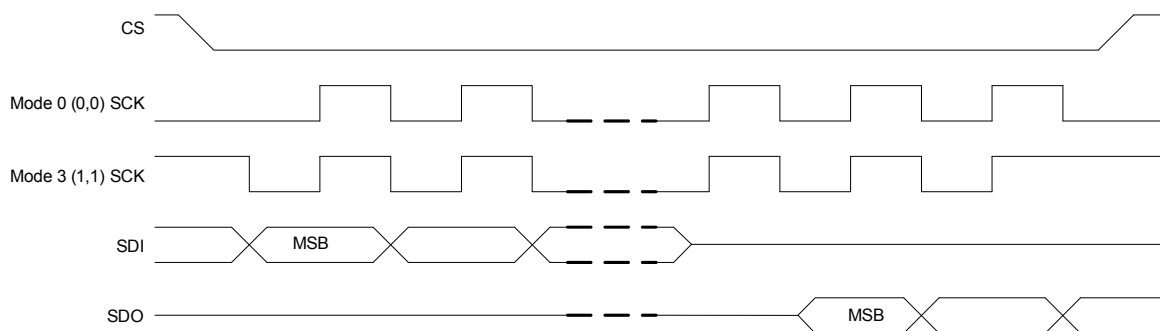 CS
Mode 0 (0,0) SCK
Mode 3 (1,1) SCK
SDI
MSB
SDO
MSB